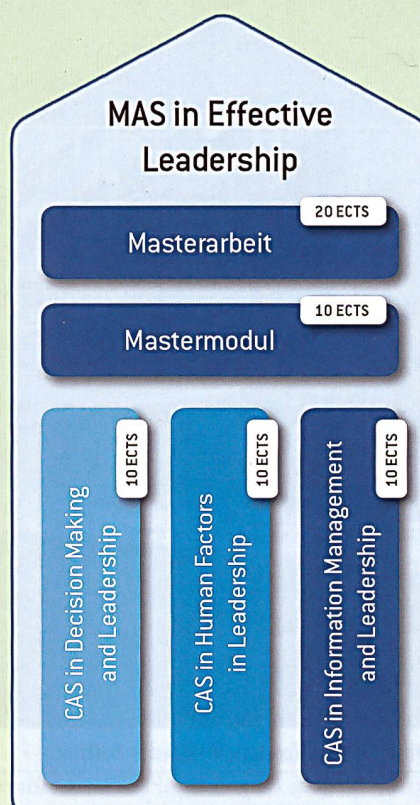 MAS in Effective
Leadership
20 ECTS
Masterarbeit
10 ECTS
Mastermodul
10 ECTS
CAS in Decision Making
and Leadership
10 ECTS
CAS in Human Factors
in Leadership
10 ECTS
CAS in Information Management
and Leadership